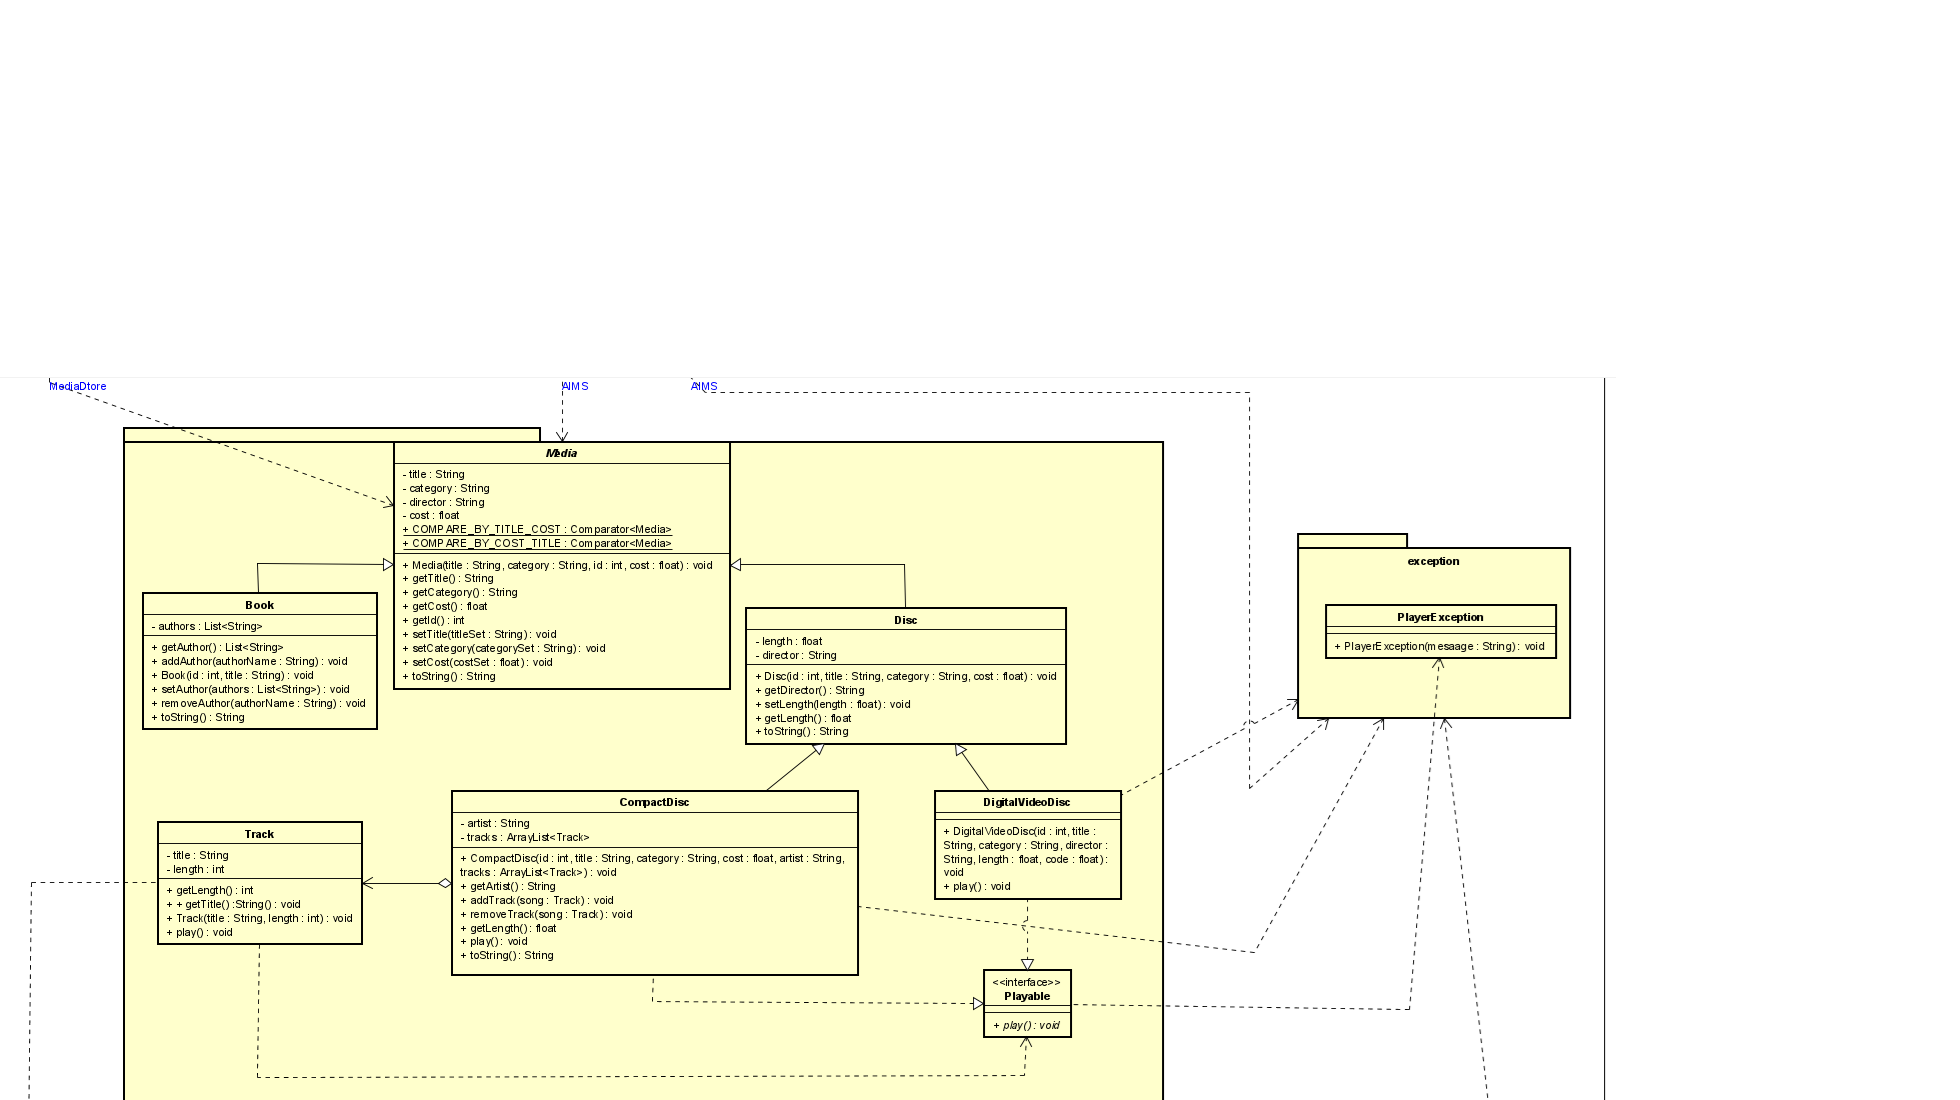 MediaDtore
AIMS
AIMS
Media
- title : String
- category : String
- director : String
- cost : float
+ COMPARE_BY_TITLE_COST : Comparator<Media>
+ COMPARE_BY_COST_TITLE : Comparator<Media>
+ Media(title : String, category : String, id : int, cost : float) : void
+ getTitle() : String
+ getCategory() : String
+ getCost() : float
+ getId() : int
+ setTitle(titleSet : String) : void
+ setCategory(categorySet : String) : void
+ setCost(costSet : float) : void
+ toString() : String
Book
- authors : List<String>
+ getAuthor() : List<String>
+ addAuthor(authorName : String) : void
+ Book(id : int, title : String) : void
+ setAuthor(authors : List<String>) : void
+ removeAuthor(authorName : String) : void
+ toString() : String
Disc
- length : float
- director : String
+ Disc(id : int, title : String, category : String, cost : float) : void
+ getDirector() : String
+ setLength(length : float) : void
+ getLength() : float
+ toString() : String
exception
PlayerException
+ PlayerException(mesaage : String) : void
Track
- title : String
- length : int
+ getLength() : int
+ + getTitle() :String() : void
+ Track(title : String, length : int) : void
+ play() : void
CompactDisc
- artist : String
- tracks : ArrayList<Track>
+ CompactDisc(id : int, title : String, category : String, cost : float, artist : String,
tracks : ArrayList<Track>) : void
+ getArtist() : String
+ addTrack(song : Track) : void
+ removeTrack(song : Track) : void
+ getLength() : float
+ play() : void
+ toString() : String
DigitalVideoDisc
+ DigitalVideoDisc(id : int, title :
String, category : String, director :
String, length : float, code : float) :
void
+ play() : void
<<interface>>
Playable
+ play() : void